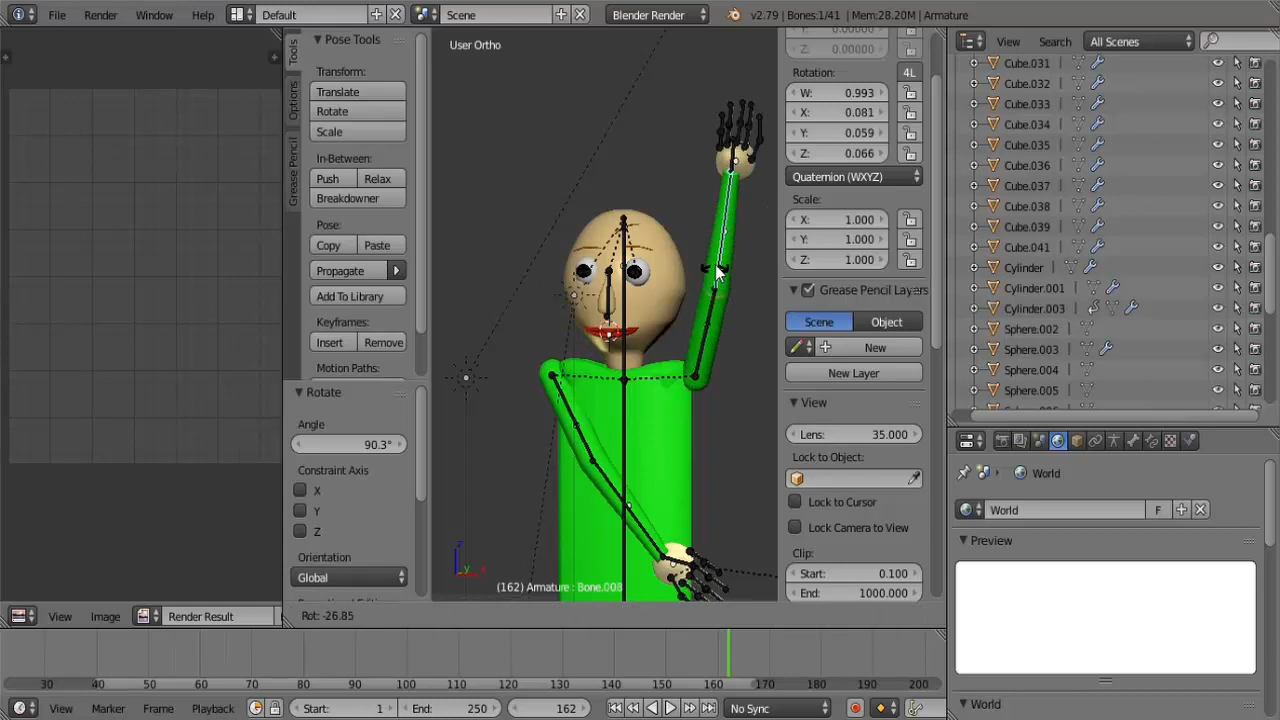 File Render Window Help Default Scene Blender Render v2.79 | Bones:1/41 | Mem:28.20M | Armature
Tools
Options
Grease Pencil
Pose Tools
Transform:
Translate
Rotate
Scale
In-Between:
Push Relax
Breakdowner
Pose:
Copy Paste
Propagate
Add To Library
Keyframes:
Insert Remove
Motion Paths:
Rotate
Angle
90.3°
Constraint Axis
X
Y
Z
Orientation
Global
User Ortho
z
x
y
(162) Armature : Bone.008
Rot: -26.85
Y: 0.00000
Z: 0.00000
Rotation: 4L
W: 0.993
X: 0.081
Y: 0.059
Z: 0.066
Quaternion (WXYZ)
Scale:
X: 1.000
Y: 1.000
Z: 1.000
Grease Pencil Layers
Scene Object
New
New Layer
View
Lens: 35.000
Lock to Object:
Lock to Cursor
Lock Camera to View
Clip:
Start: 0.100
End: 1000.000
View Search All Scenes
Cube.031
Cube.032
Cube.033
Cube.034
Cube.035
Cube.036
Cube.037
Cube.038
Cube.039
Cube.041
Cylinder
Cylinder.001
Cylinder.003
Sphere.002
Sphere.003
Sphere.004
Sphere.005
World
World F
Preview
World
View Image Render Result
30 40 50 60 70 80 90 100 110 120 130 140 150 160 170 180 190 200
View Marker Frame Playback Start: 1 End: 250 162 No Sync